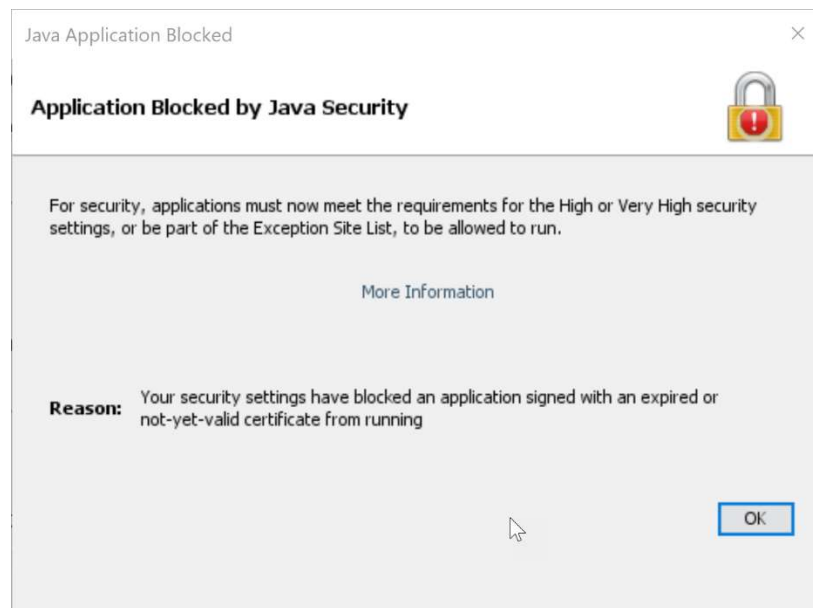 Java Application Blocked
Application Blocked by Java Security
For security, applications must now meet the requirements for the High or Very High security
settings, or be part of the Exception Site List, to be allowed to run.
More Information
Reason: Your security settings have blocked an application signed with an expired or
not-yet-valid certificate from running
OK